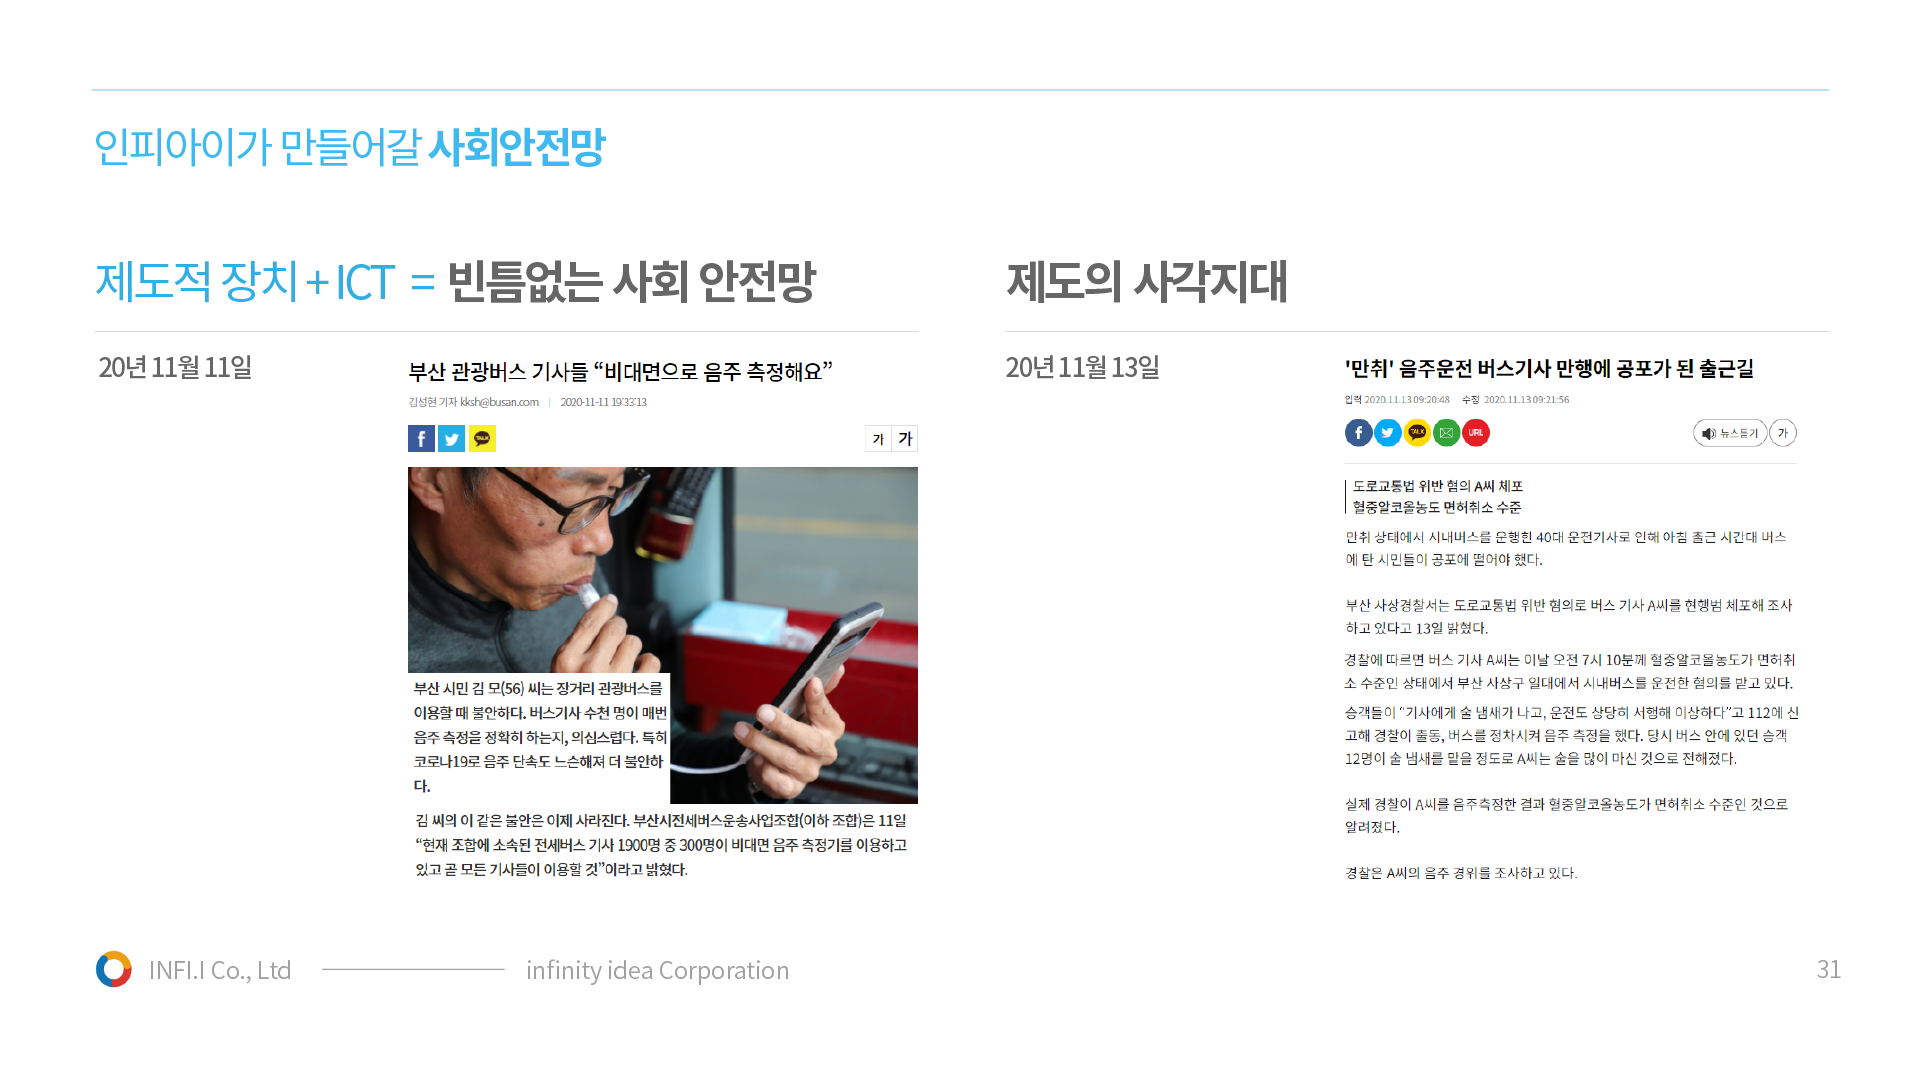 인피아이가 만들어갈 사회안전망
제도적 장치 + ICT = 빈틈없는 사회 안전망
20년 11월 11일
부산 관광버스 기사들 “비대면으로 음주 측정해요”
김성현 기자 kksh@busan.com | 2020-11-11 19:33:13
f TALK 가 가
부산 시민 김 모(56) 씨는 장거리 관광버스를
이용할 때 불안하다. 버스기사 수천 명이 매번
음주 측정을 정확히 하는지, 의심스럽다. 특히
코로나19로 음주 단속도 느슨해져 더 불안하
다.
김 씨의 이 같은 불안은 이제 사라진다. 부산시전세버스운송사업조합(이하 조합)은 11일
“현재 조합에 소속된 전세버스 기사 1900명 중 300명이 비대면 음주 측정기를 이용하고
있고 곧 모든 기사들이 이용할 것”이라고 밝혔다.
제도의 사각지대
20년 11월 13일
'만취' 음주운전 버스기사 만행에 공포가 된 출근길
입력 2020.11.13 09:20:48 수정 2020.11.13 09:21:56
f TALK URL 뉴스듣기 가
도로교통법 위반 혐의 A씨 체포
혈중알코올농도 면허취소 수준
만취 상태에서 시내버스를 운행한 40대 운전기사로 인해 아침 출근 시간대 버스
에 탄 시민들이 공포에 떨어야 했다.
부산 사상경찰서는 도로교통법 위반 혐의로 버스 기사 A씨를 현행범 체포해 조사
하고 있다고 13일 밝혔다.
경찰에 따르면 버스 기사 A씨는 이날 오전 7시 10분께 혈중알코올농도가 면허취
소 수준인 상태에서 부산 사상구 일대에서 시내버스를 운전한 혐의를 받고 있다.
승객들이 “기사에게 술 냄새가 나고, 운전도 상당히 서행해 이상하다”고 112에 신
고해 경찰이 출동, 버스를 정차시켜 음주 측정을 했다. 당시 버스 안에 있던 승객
12명이 술 냄새를 맡을 정도로 A씨는 술을 많이 마신 것으로 전해졌다.
실제 경찰이 A씨를 음주측정한 결과 혈중알코올농도가 면허취소 수준인 것으로
알려졌다.
경찰은 A씨의 음주 경위를 조사하고 있다.
INFI.I Co., Ltd infinity idea Corporation 31